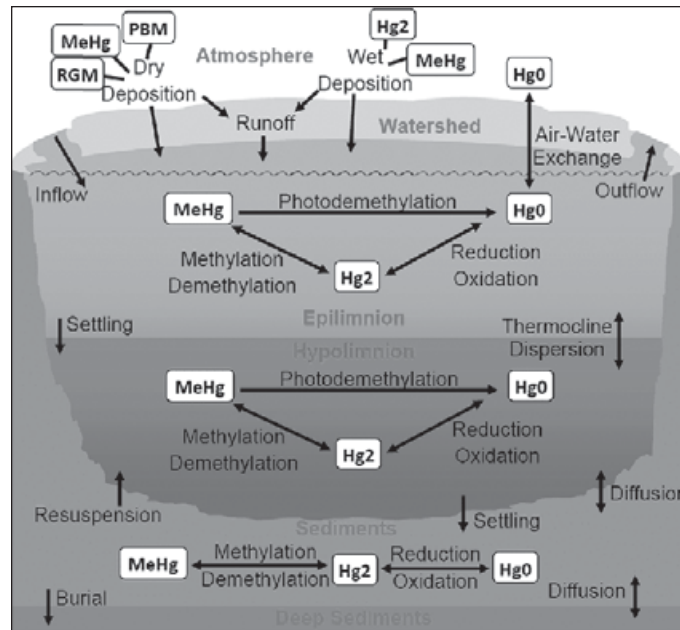 PBM
MeHg
RGM
Dry
Deposition
Atmosphere
Hg2
Wet
MeHg
Deposition
Hg0
Runoff
Watershed
Air-Water
Exchange
Inflow
Outflow
MeHg
Photodemethylation
Hg0
Methylation
Demethylation
Hg2
Reduction
Oxidation
Epilimnion
Settling
Thermocline
Dispersion
Hypolimnion
MeHg
Photodemethylation
Hg0
Methylation
Demethylation
Hg2
Reduction
Oxidation
Resuspension
Diffusion
Sediments
Settling
MeHg
Methylation
Demethylation
Hg2
Reduction
Oxidation
Hg0
Burial
Diffusion
Deep Sediments